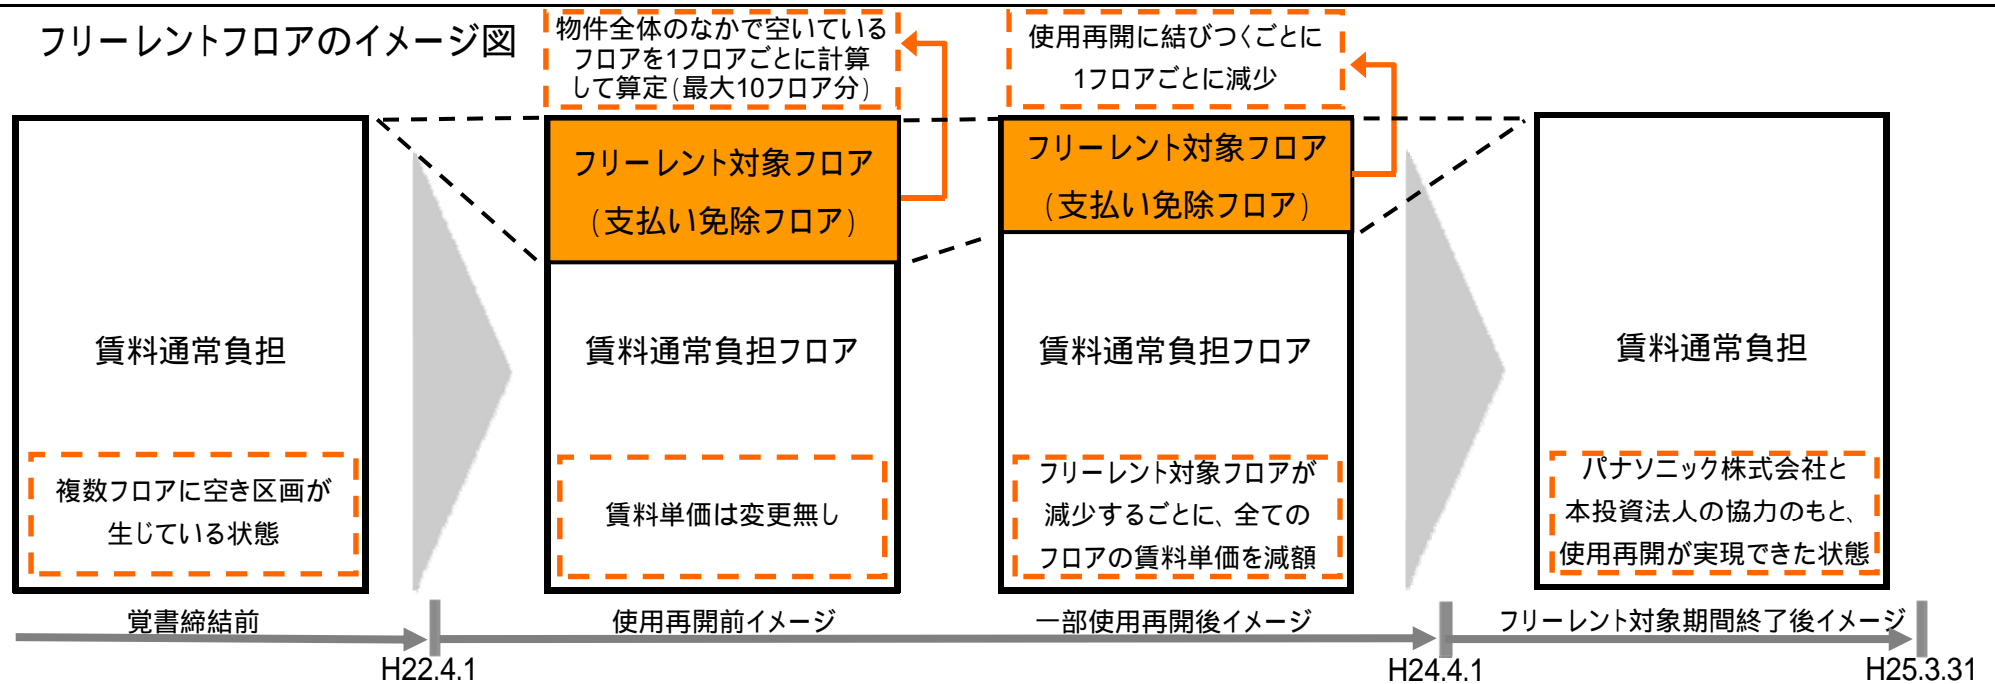 フリーレントフロアのイメージ図
物件全体のなかで空いている
フロアを1フロアごとに計算
して算定(最大10フロア分)
使用再開に結びつくごとに
1フロアごとに減少
賃料通常負担
複数フロアに空き区画が
生じている状態
フリーレント対象フロア
(支払い免除フロア)
賃料通常負担フロア
賃料単価は変更無し
フリーレント対象フロア
(支払い免除フロア)
賃料通常負担フロア
フリーレント対象フロアが
減少するごとに、全ての
フロアの賃料単価を減額
賃料通常負担
パナソニック株式会社と
本投資法人の協力のもと、
使用再開が実現できた状態
覚書締結前
使用再開前イメージ
一部使用再開後イメージ
フリーレント対象期間終了後イメージ
H22.4.1
H24.4.1
H25.3.31